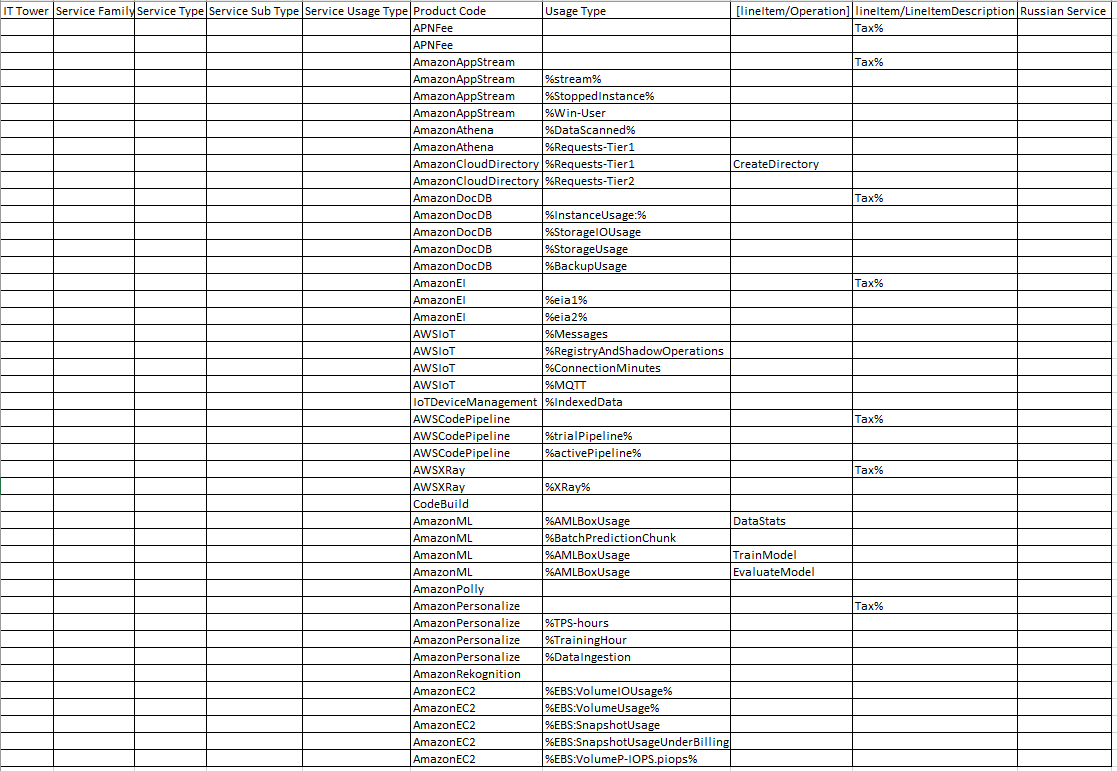 IT Tower Service Family Service Type Service Sub Type Service Usage Type Product Code Usage Type [lineItem/Operation] lineItem/LineItemDescription Russian Service
APNFee Tax%
APNFee
AmazonAppStream Tax%
AmazonAppStream %stream%
AmazonAppStream %StoppedInstance%
AmazonAppStream %Win-User
AmazonAthena %DataScanned%
AmazonAthena %Requests-Tier1
AmazonCloudDirectory %Requests-Tier1 CreateDirectory
AmazonCloudDirectory %Requests-Tier2
AmazonDocDB Tax%
AmazonDocDB %InstanceUsage:%
AmazonDocDB %StorageIOUsage
AmazonDocDB %StorageUsage
AmazonDocDB %BackupUsage
AmazonEI Tax%
AmazonEI %eia1%
AmazonEI %eia2%
AWSIoT %Messages
AWSIoT %RegistryAndShadowOperations
AWSIoT %ConnectionMinutes
AWSIoT %MQTT
IoTDeviceManagement %IndexedData
AWSCodePipeline Tax%
AWSCodePipeline %trialPipeline%
AWSCodePipeline %activePipeline%
AWSXRay Tax%
AWSXRay %XRay%
CodeBuild
AmazonML %AMLBoxUsage DataStats
AmazonML %BatchPredictionChunk
AmazonML %AMLBoxUsage TrainModel
AmazonML %AMLBoxUsage EvaluateModel
AmazonPolly
AmazonPersonalize Tax%
AmazonPersonalize %TPS-hours
AmazonPersonalize %TrainingHour
AmazonPersonalize %DataIngestion
AmazonRekognition
AmazonEC2 %EBS:VolumeIOUsage%
AmazonEC2 %EBS:VolumeUsage%
AmazonEC2 %EBS:SnapshotUsage
AmazonEC2 %EBS:SnapshotUsageUnderBilling
AmazonEC2 %EBS:VolumeP-IOPS.piops%